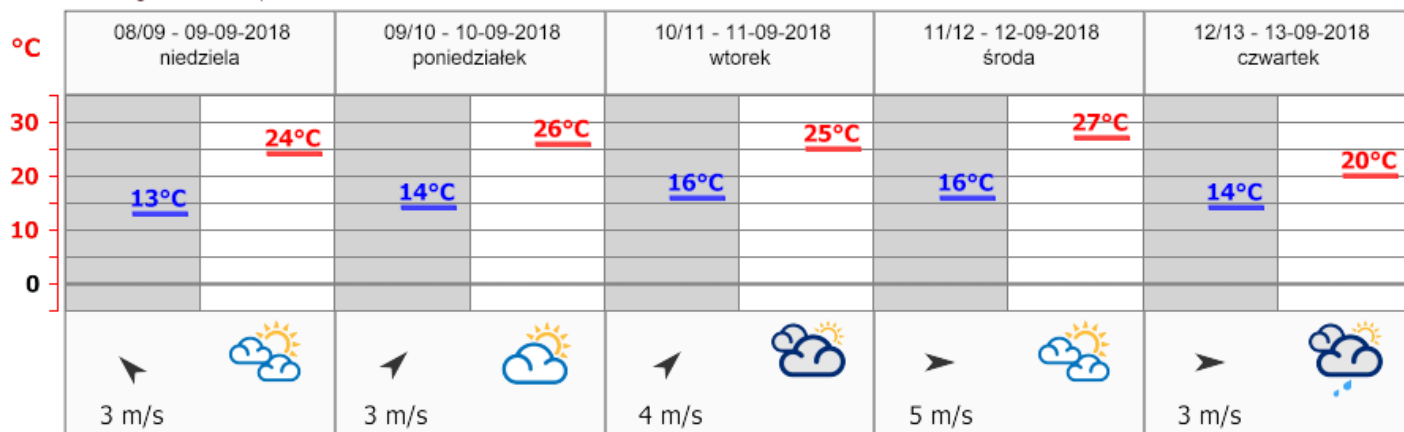 °C
08/09 - 09-09-2018
niedziela
09/10 - 10-09-2018
poniedziałek
10/11 - 11-09-2018
wtorek
11/12 - 12-09-2018
środa
12/13 - 13-09-2018
czwartek
30
20
10
0
13°C
24°C
14°C
26°C
16°C
25°C
16°C
27°C
14°C
20°C
3 m/s
3 m/s
4 m/s
5 m/s
3 m/s